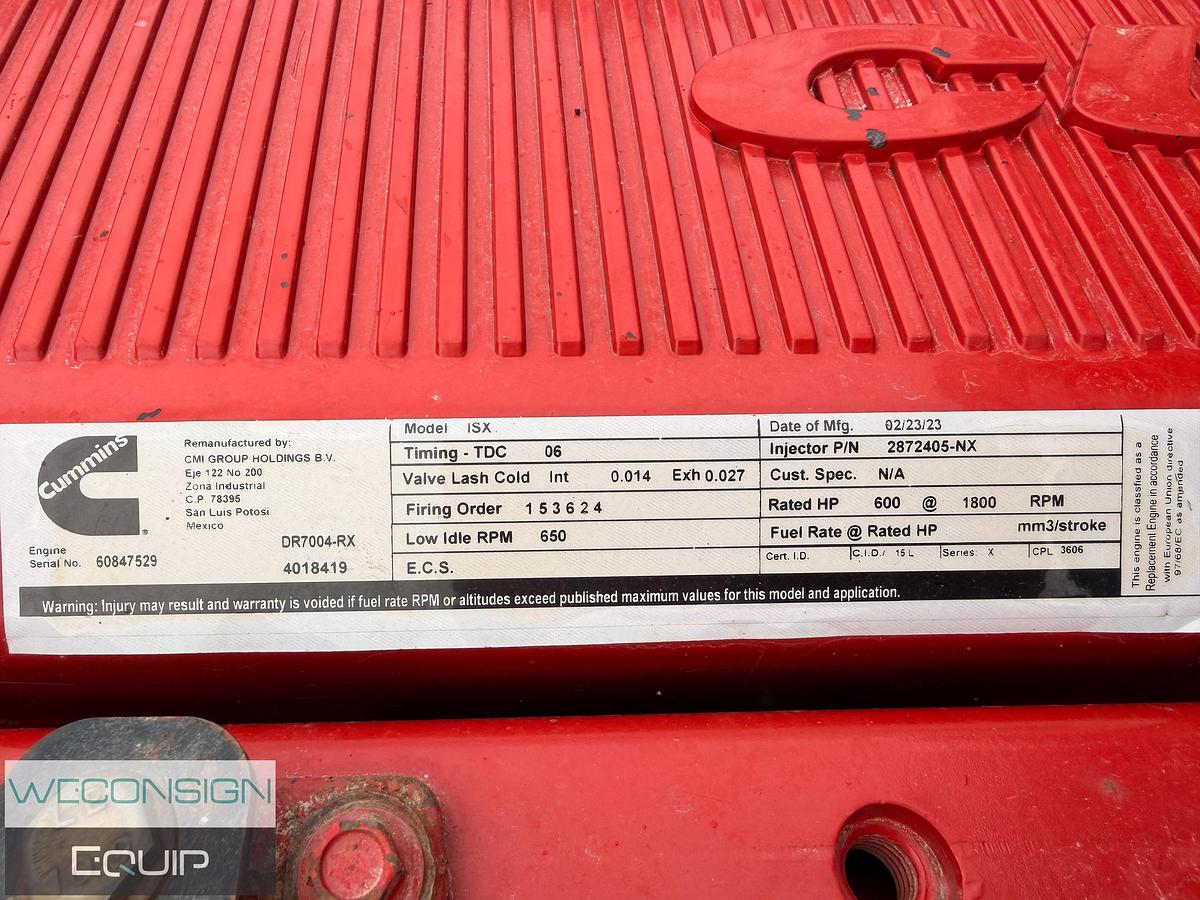 C
Cummins
Remanufactured by:
CMI GROUP HOLDINGS B.V.
Eje 122 No 200
Zona Industrial
C.P. 78395
San Luis Potosi
Mexico
DR7004-RX
Engine
Serial No. 60847529
4018419
Model ISX
Timing - TDC 06
Valve Lash Cold Int 0.014 Exh 0.027
Firing Order 1 5 3 6 2 4
Low Idle RPM 650
E.C.S.
Date of Mfg. 02/23/23
Injector P/N 2872405-NX
Cust. Spec. N/A
Rated HP 600 @ 1800 RPM
Fuel Rate @ Rated HP mm3/stroke
Cert. I.D. C.I.D./ 15 L Series: X CPL 3606
This engine is classfied as a
Replacement Engine in accordance
with European Union directive
97/68/EC as amended
Warning: Injury may result and warranty is voided if fuel rate RPM or altitudes exceed published maximum values for this model and application.
WECONSIGN
EQUIP